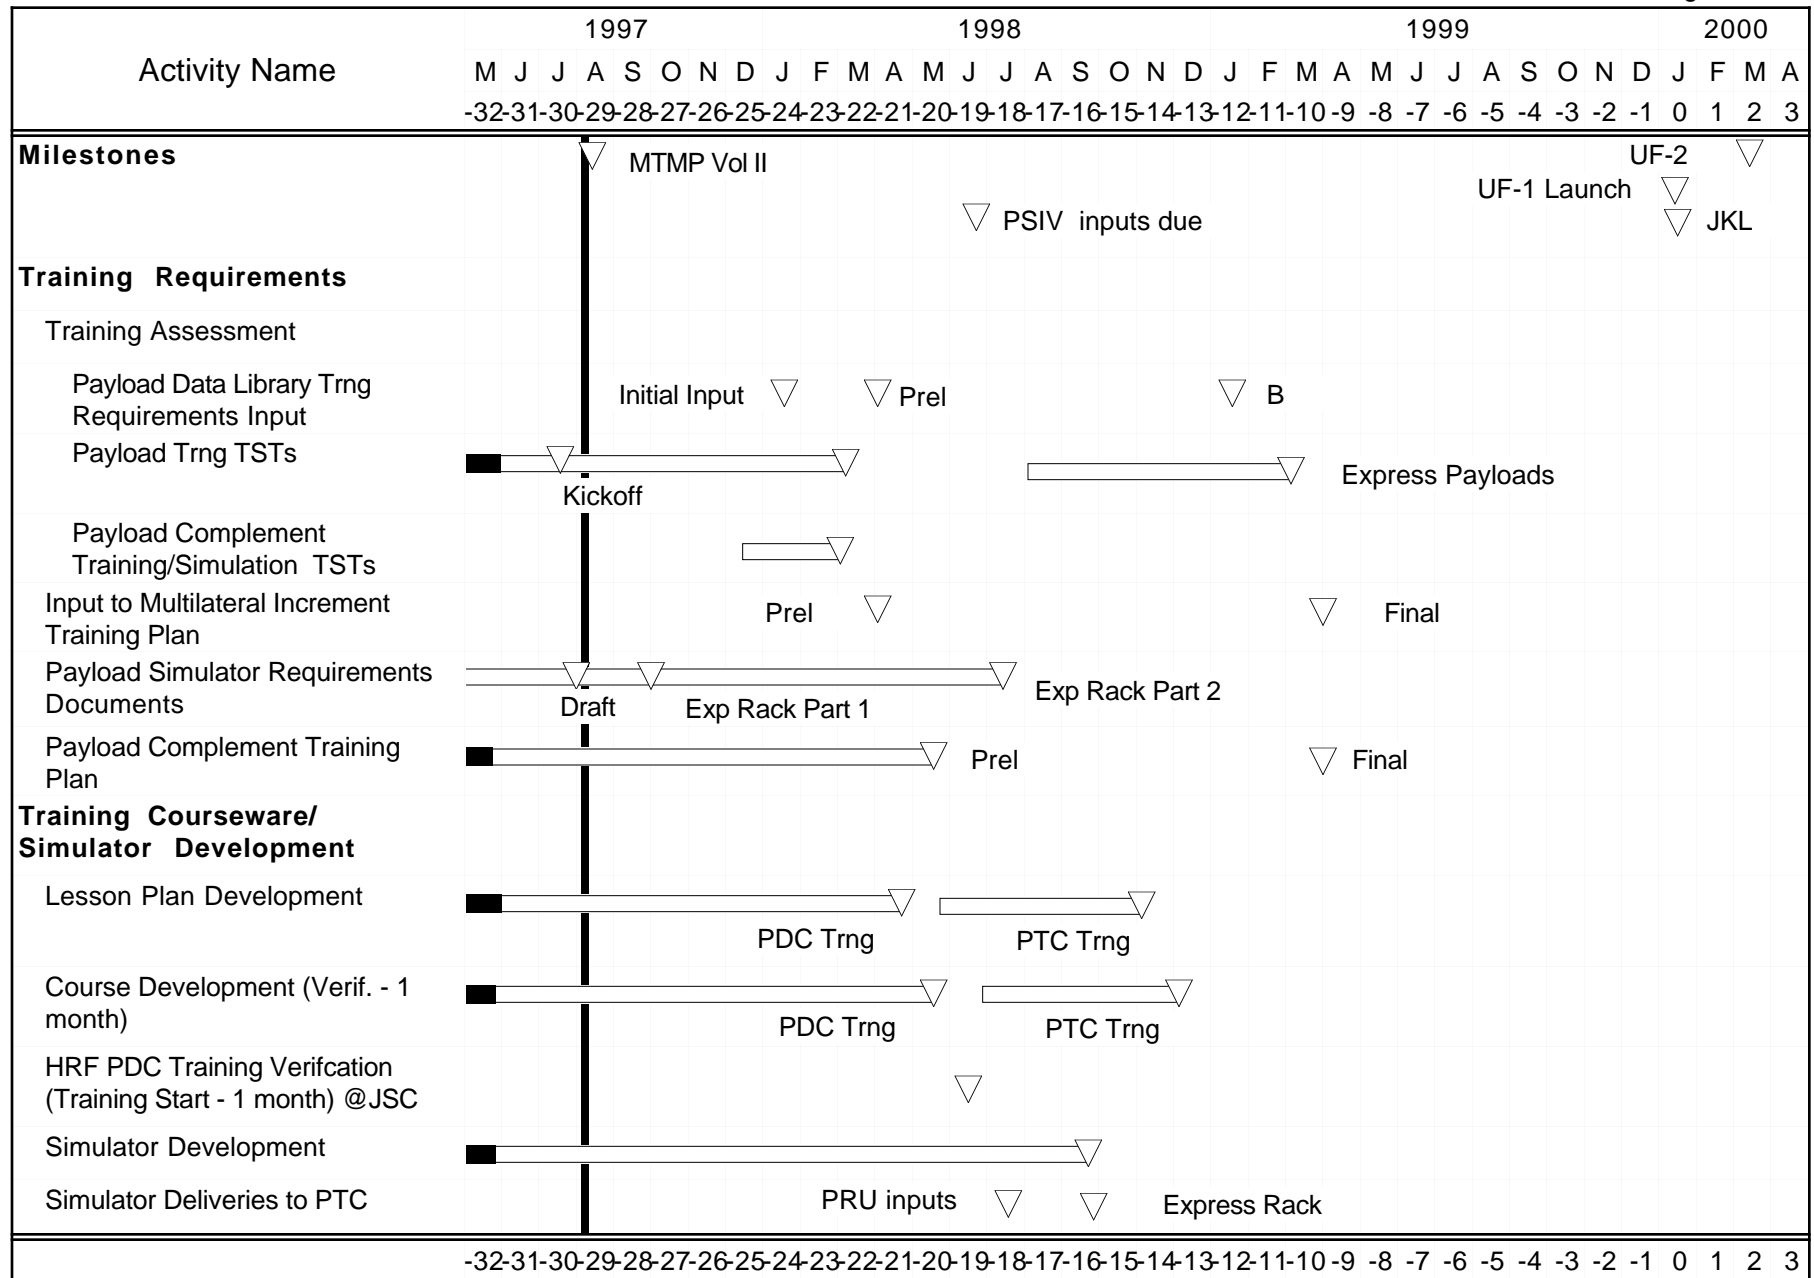 1997 1998 1999 2000
Activity Name
M J J A S O N D J F M A M J J A S O N D J F M A M J J A S O N D J F M A
-32-31-30-29-28-27-26-25-24-23-22-21-20-19-18-17-16-15-14-13-12-11-10 -9 -8 -7 -6 -5 -4 -3 -2 -1 0 1 2 3
Milestones
MTMP Vol II
UF-2
UF-1 Launch
PSIV inputs due
JKL
Training Requirements
Training Assessment
Payload Data Library Trng
Requirements Input
Initial Input
Prel
B
Payload Trng TSTs
Kickoff
Express Payloads
Payload Complement
Training/Simulation TSTs
Input to Multilateral Increment
Training Plan
Prel
Final
Payload Simulator Requirements
Documents
Draft
Exp Rack Part 1
Exp Rack Part 2
Payload Complement Training
Plan
Prel
Final
Training Courseware/
Simulator Development
Lesson Plan Development
PDC Trng
PTC Trng
Course Development (Verif. - 1
month)
PDC Trng
PTC Trng
HRF PDC Training Verifcation
(Training Start - 1 month) @JSC
Simulator Development
Simulator Deliveries to PTC
PRU inputs
Express Rack
-32-31-30-29-28-27-26-25-24-23-22-21-20-19-18-17-16-15-14-13-12-11-10 -9 -8 -7 -6 -5 -4 -3 -2 -1 0 1 2 3